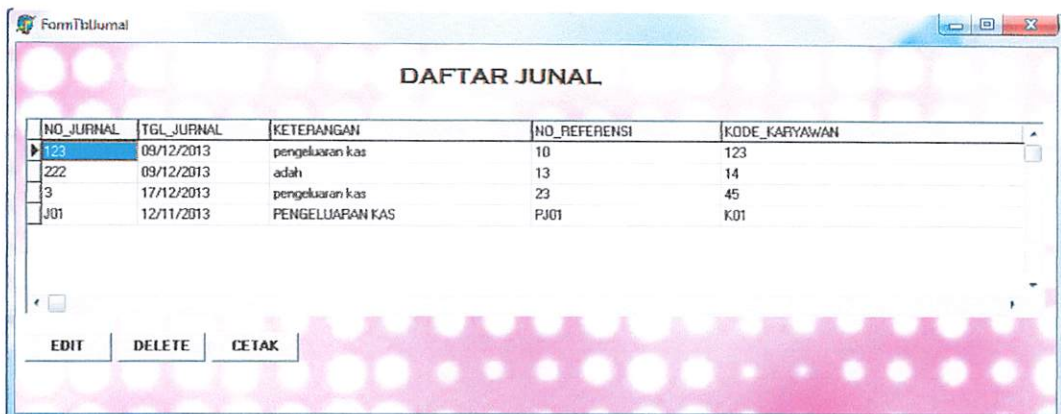 FormTblJurnal
DAFTAR JUNAL
NO_JURNAL TGL_JURNAL KETERANGAN NO_REFERENSI KODE_KARYAWAN
123 09/12/2013 pengeluaran kas 10 123
222 09/12/2013 adah 13 14
3 17/12/2013 pengeluaran kas 23 45
J01 12/11/2013 PENGELUARAN KAS PJ01 K01
EDIT DELETE CETAK